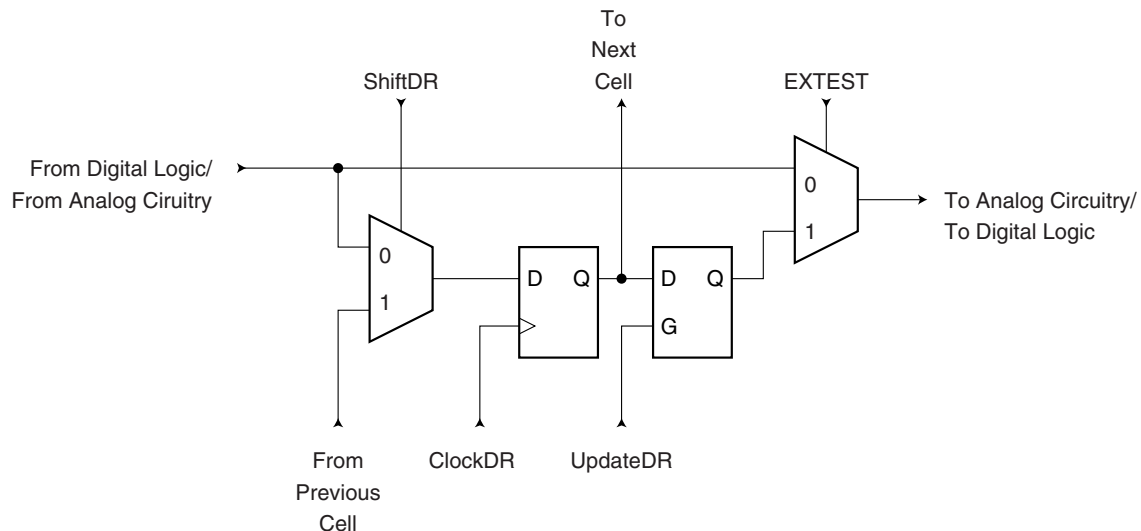 To
Next
Cell
ShiftDR
EXTEST
From Digital Logic/
From Analog Ciruitry
0
1
To Analog Circuitry/
To Digital Logic
0
1
D
Q
D
Q
G
From
Previous
Cell
ClockDR
UpdateDR